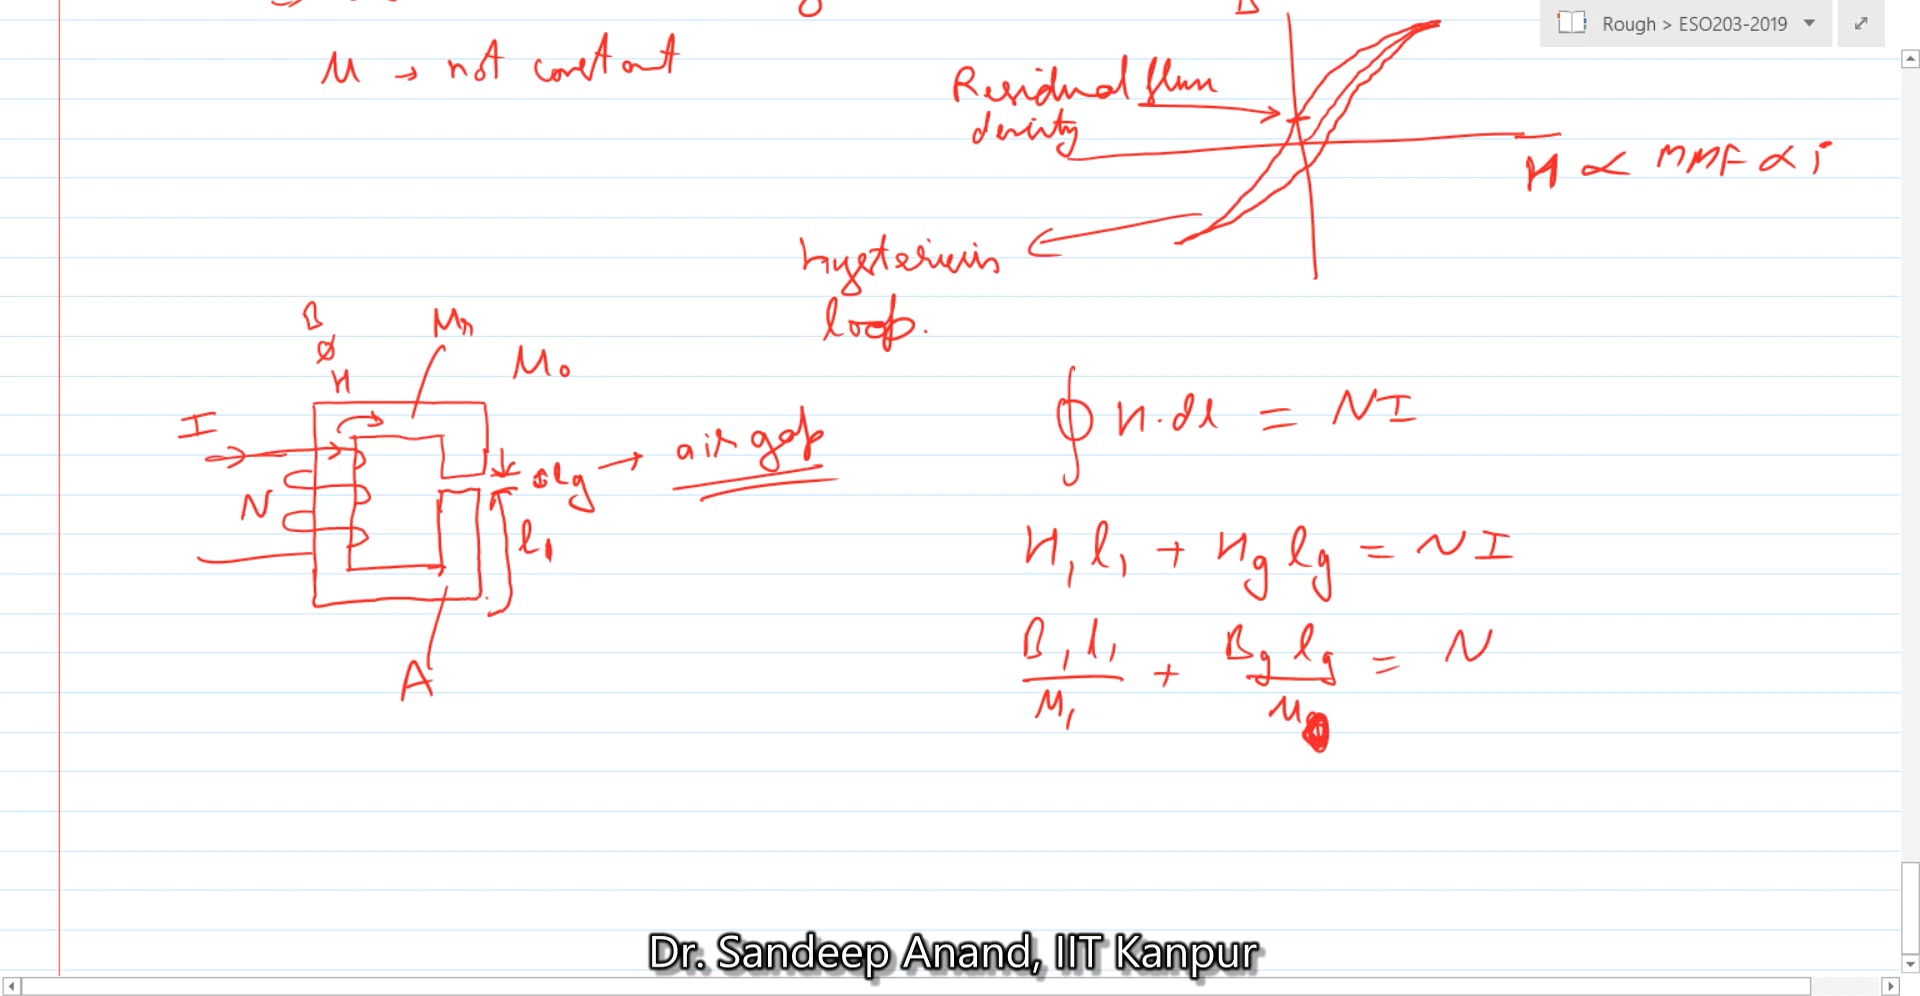 Rough > ESO203-2019
μ → not constant
B
Residual flux
density
H ∝ MMF ∝ i
hysterisis
loop.
B
φ
H
μr
μ0
I
N
lg → air gap
l1
A
∮ H.dl = NI
H1 l1 + Hg lg = NI
B1 l1 / μ1 + Bg lg / μ0 = N
Dr. Sandeep Anand, IIT Kanpur